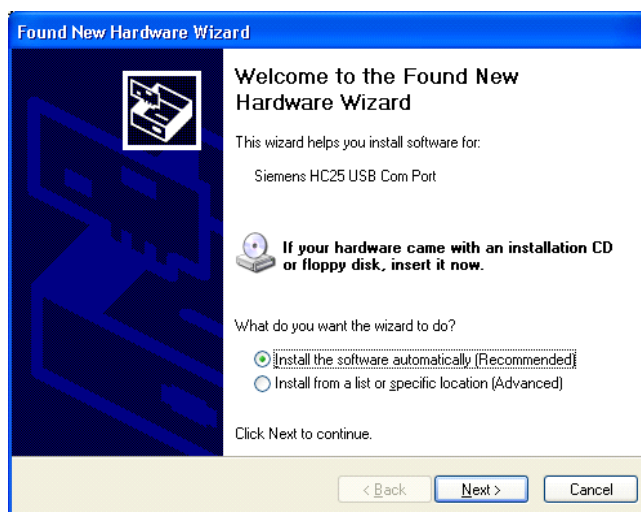 Found New Hardware Wizard
Welcome to the Found New
Hardware Wizard
This wizard helps you install software for:
Siemens HC25 USB Com Port
If your hardware came with an installation CD
or floppy disk, insert it now.
What do you want the wizard to do?
Install the software automatically (Recommended)
Install from a list or specific location (Advanced)
Click Next to continue.
< Back Next > Cancel